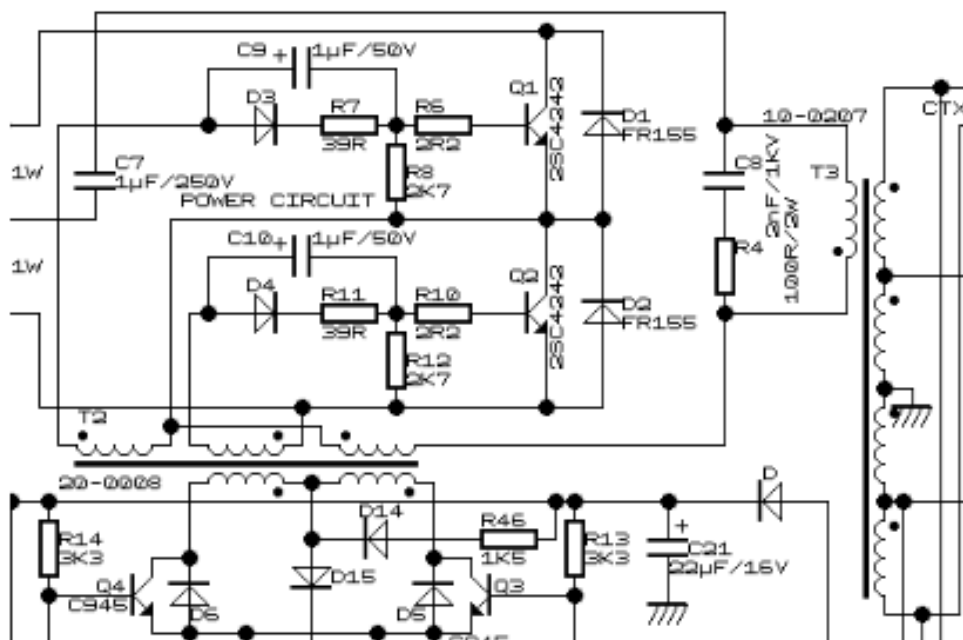 C9 + 1µF/50V
D3
R7
R6
Q1
39R
2R2
2SC4242
D1
FR155
10-0207
CTX
1W
C7
1µF/250V
R8
2K7
C8
2nF/1KV
T3
POWER CIRCUIT
C10 + 1µF/50V
1W
D4
R11
R10
Q2
39R
2R2
2SC4242
D2
FR155
R4
100R/2W
R12
2K7
T2
20-0008
D14
R46
1K5
D
R14
3K3
R13
3K3
+
C21
22µF/16V
Q4
C945
D6
D15
D5
Q3
C945